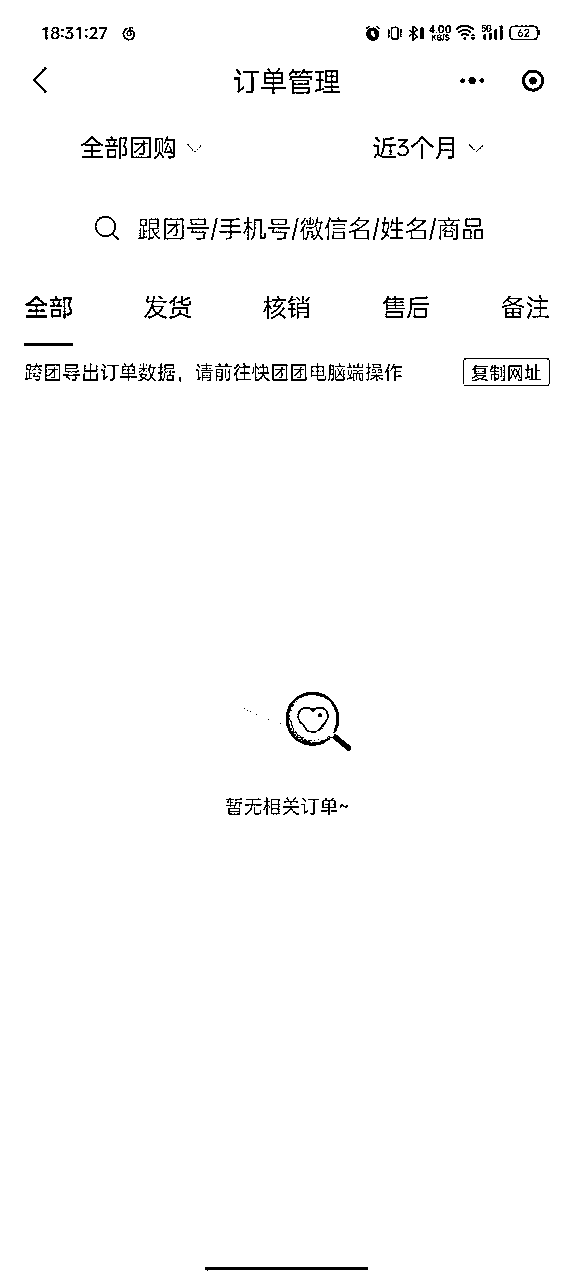 18:31:27 4.00 KB/S 5G 62
订单管理
全部团购 近3个月
跟团号/手机号/微信名/姓名/商品
全部 发货 核销 售后 备注
跨团导出订单数据，请前往快团团电脑端操作 复制网址
暂无相关订单~